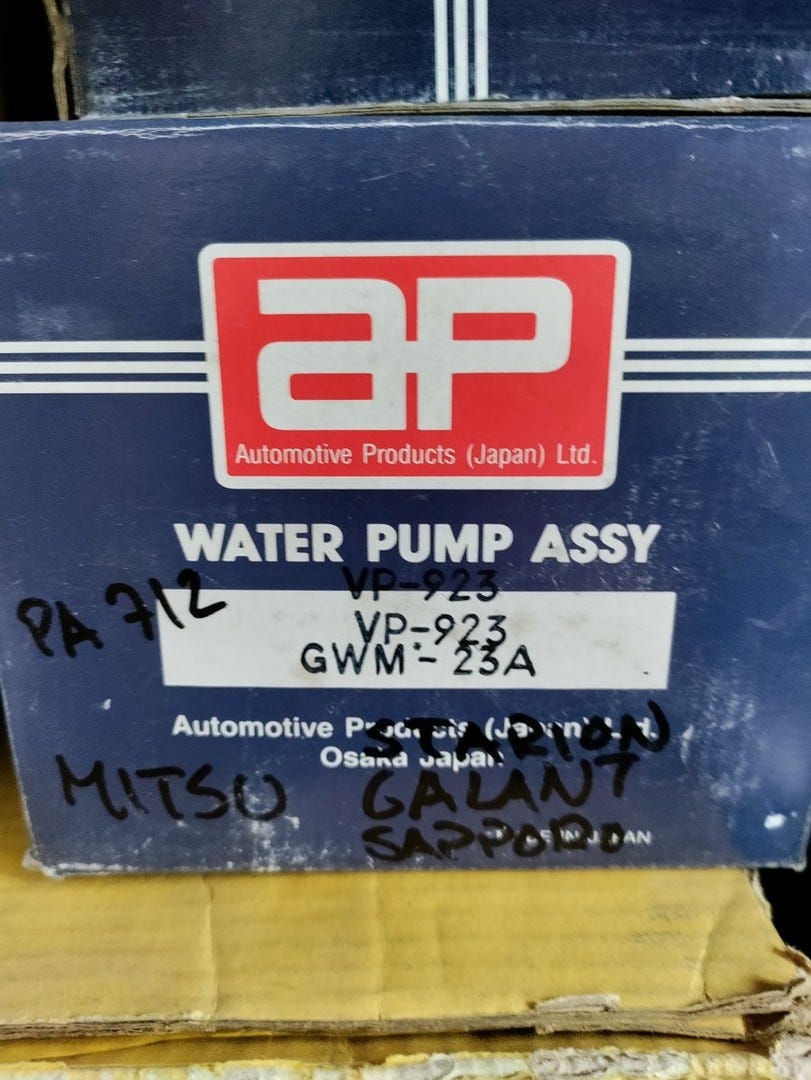 aP
Automotive Products (Japan) Ltd.
WATER PUMP ASSY
VP-923
PA 712
VP-923
GWM - 23A
Automotive Products (Japan) Ltd.
Osaka Japan
STARION
MITSU
GALANT
SAPPORO
JAPAN